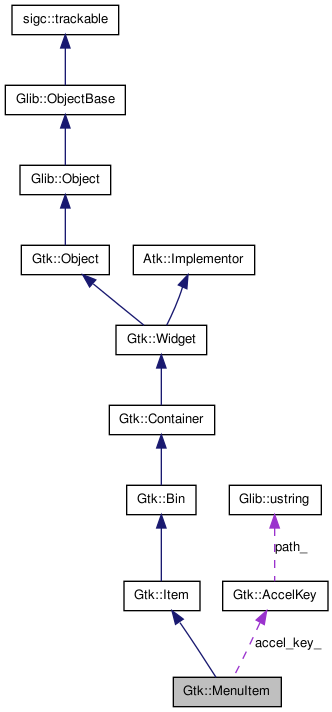 sigc::trackable
Glib::ObjectBase
Glib::Object
Gtk::Object
Atk::Implementor
Gtk::Widget
Gtk::Container
Gtk::Bin
Glib::ustring
path_
Gtk::Item
Gtk::AccelKey
accel_key_
Gtk::MenuItem